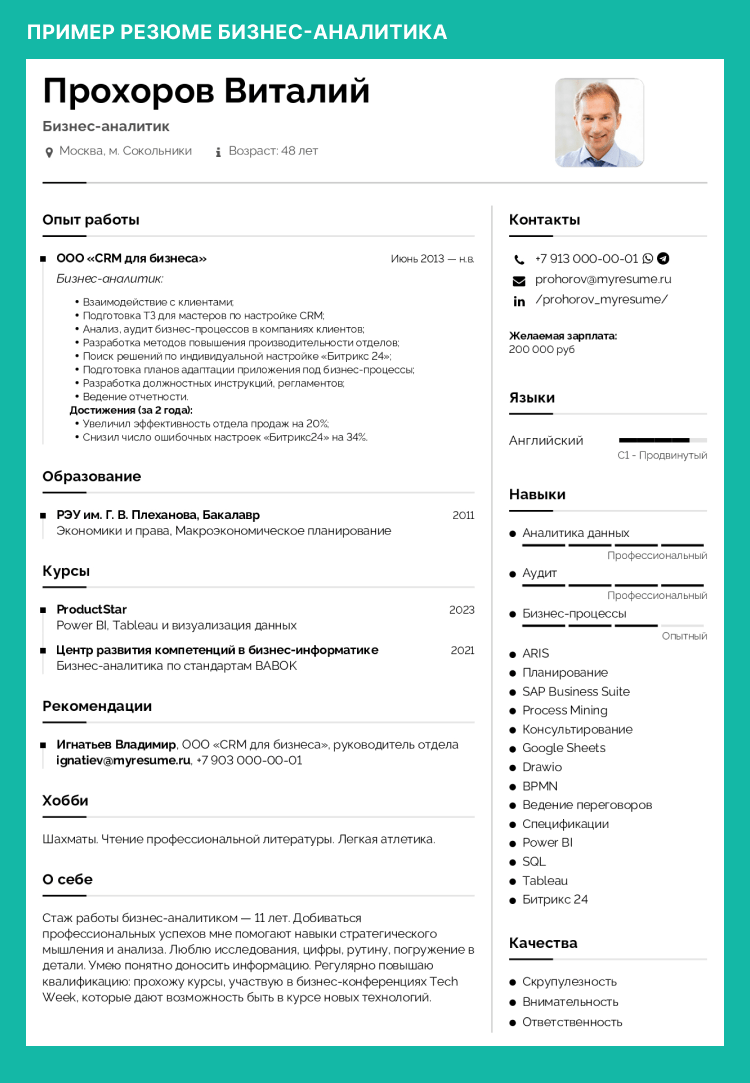 ПРИМЕР РЕЗЮМЕ БИЗНЕС-АНАЛИТИКА
Прохоров Виталий
Бизнес-аналитик
Москва, м. Сокольники Возраст: 48 лет
Опыт работы
ООО «CRM для бизнеса» Июнь 2013 — н.в.
Бизнес-аналитик:
• Взаимодействие с клиентами;
• Подготовка ТЗ для мастеров по настройке CRM;
• Анализ, аудит бизнес-процессов в компаниях клиентов;
• Разработка методов повышения производительности отделов;
• Поиск решений по индивидуальной настройке «Битрикс 24»;
• Подготовка планов адаптации приложения под бизнес-процессы;
• Разработка должностных инструкций, регламентов;
• Ведение отчетности.
Достижения (за 2 года):
• Увеличил эффективность отдела продаж на 20%;
• Снизил число ошибочных настроек «Битрикс24» на 34%.
Образование
РЭУ им. Г. В. Плеханова, Бакалавр 2011
Экономики и права, Макроэкономическое планирование
Курсы
ProductStar 2023
Power BI, Tableau и визуализация данных
Центр развития компетенций в бизнес-информатике 2021
Бизнес-аналитика по стандартам BABOK
Рекомендации
Игнатьев Владимир, ООО «CRM для бизнеса», руководитель отдела
ignatiev@myresume.ru, +7 903 000-00-01
Хобби
Шахматы. Чтение профессиональной литературы. Легкая атлетика.
О себе
Стаж работы бизнес-аналитиком — 11 лет. Добиваться
профессиональных успехов мне помогают навыки стратегического
мышления и анализа. Люблю исследования, цифры, рутину, погружение в
детали. Умею понятно доносить информацию. Регулярно повышаю
квалификацию: прохожу курсы, участвую в бизнес-конференциях Tech
Week, которые дают возможность быть в курсе новых технологий.
Контакты
+7 913 000-00-01
prohorov@myresume.ru
/prohorov_myresume/
Желаемая зарплата:
200 000 руб
Языки
Английский
C1 - Продвинутый
Навыки
Аналитика данных
Профессиональный
Аудит
Профессиональный
Бизнес-процессы
Опытный
ARIS
Планирование
SAP Business Suite
Process Mining
Консультирование
Google Sheets
Drawio
BPMN
Ведение переговоров
Спецификации
Power BI
SQL
Tableau
Битрикс 24
Качества
Скрупулезность
Внимательность
Ответственность